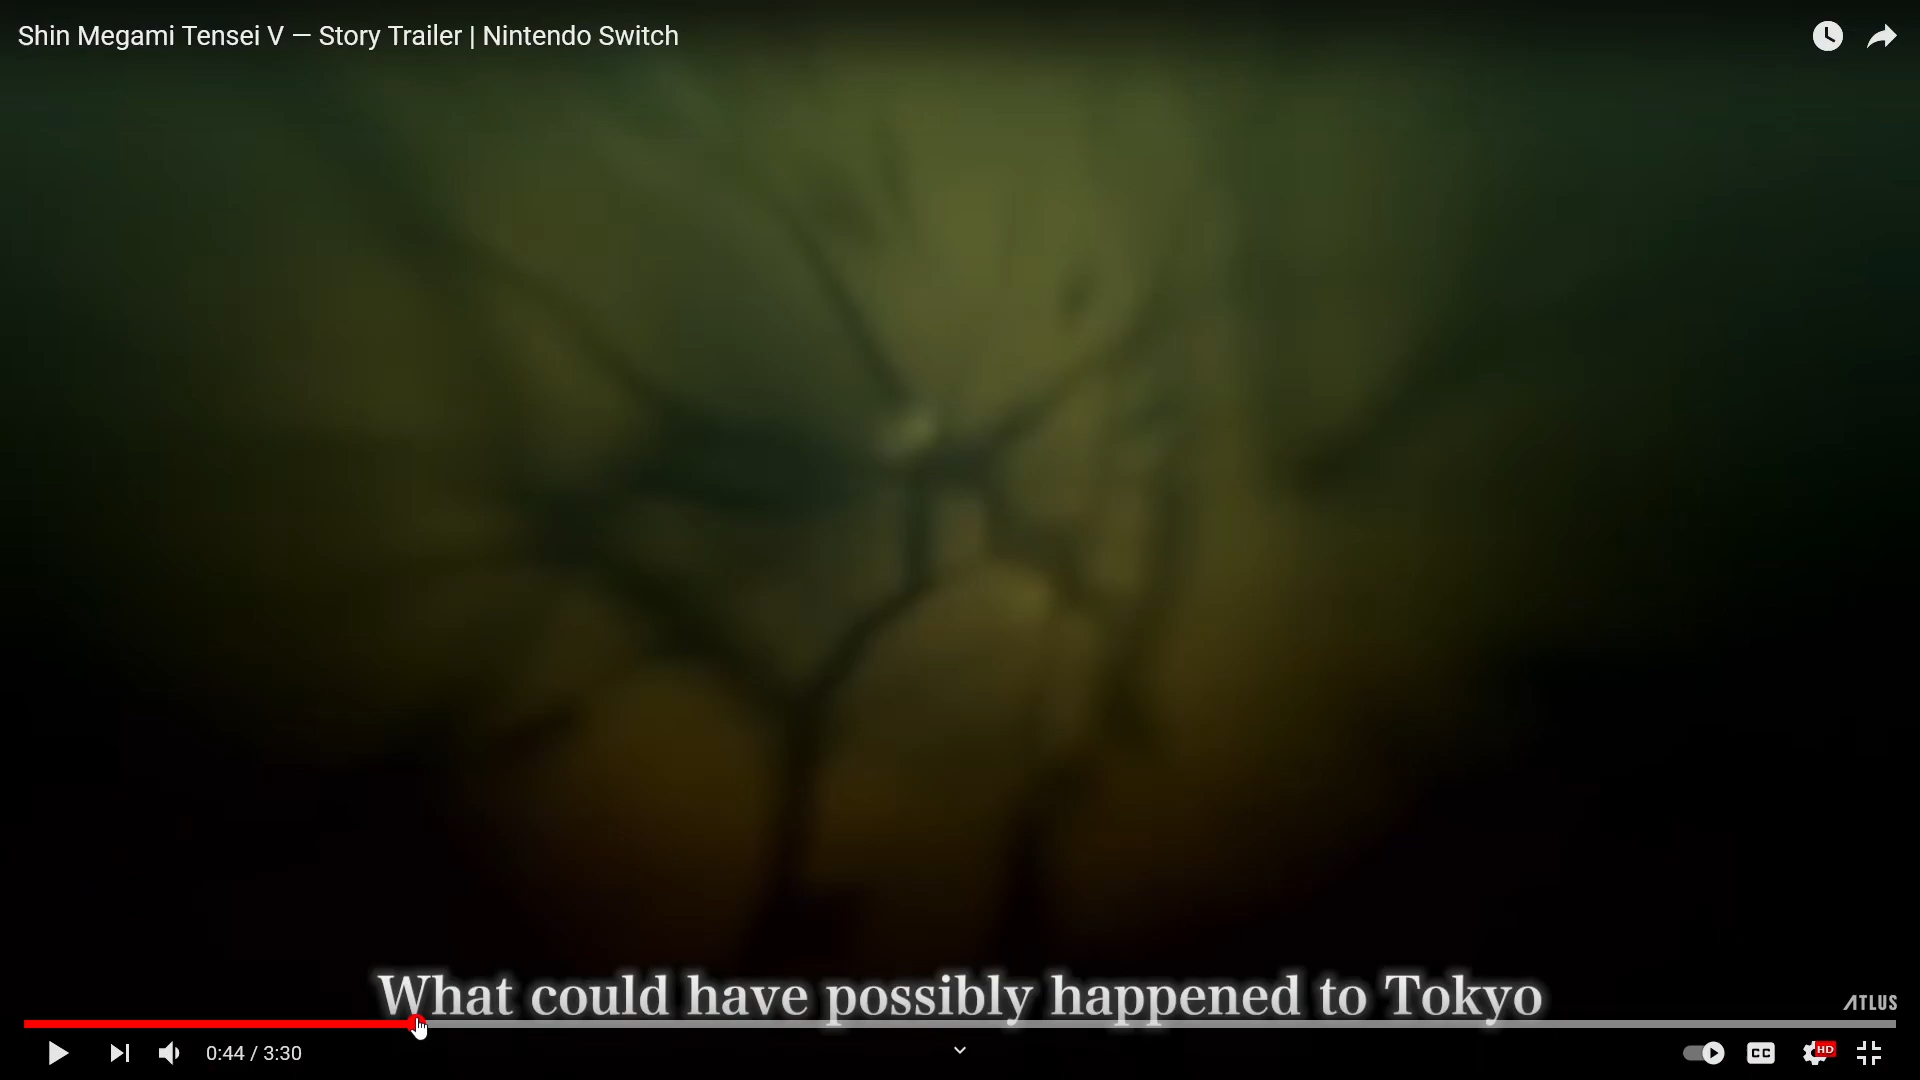 Shin Megami Tensei V — Story Trailer | Nintendo Switch
What could have possibly happened to Tokyo
ATLUS
0:44 / 3:30
CC
HD